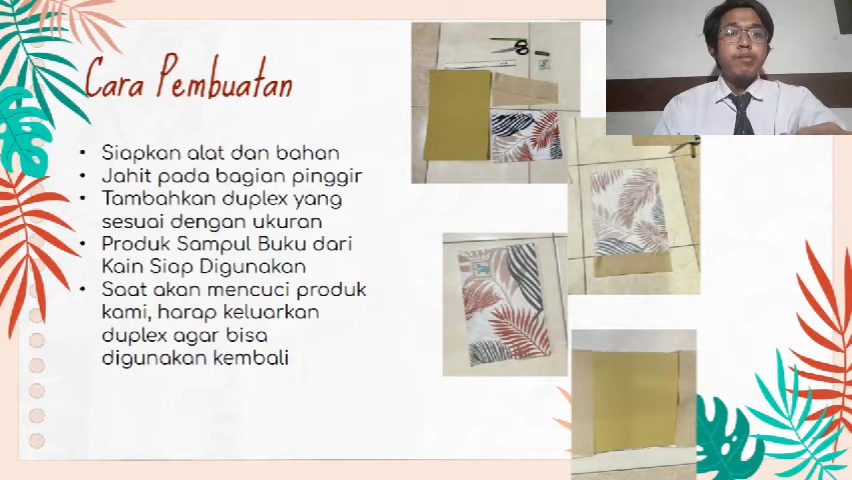 Cara Pembuatan
• Siapkan alat dan bahan
• Jahit pada bagian pinggir
• Tambahkan duplex yang
sesuai dengan ukuran
• Produk Sampul Buku dari
Kain Siap Digunakan
• Saat akan mencuci produk
kami, harap keluarkan
duplex agar bisa
digunakan kembali